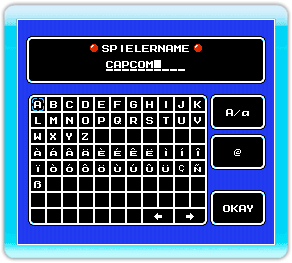 SPIELERNAME
CAPCOM
A B C D E F G H I J K
L M N O P Q R S T U V
W X Y Z
À Á Â Ä È É Ê Ë Ì Í Î
Ï Ò Ó Ô Ö Ù Ú Û Ü Ç Ñ
ß
← →
A/a
@
OKAY